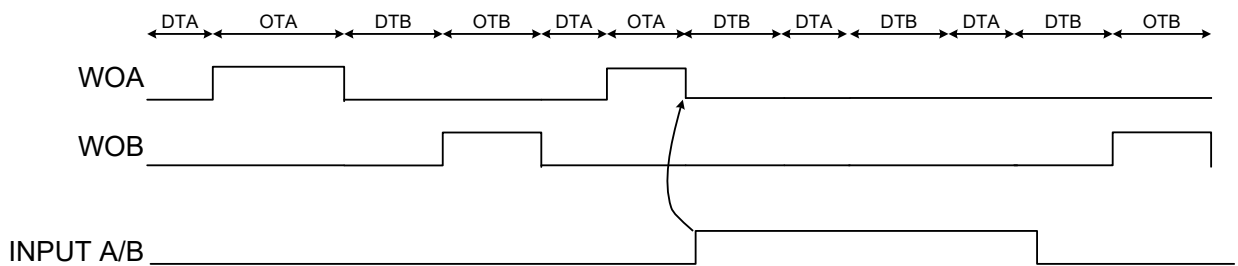 DTA OTA DTB OTB DTA OTA DTB DTA DTB DTA DTB OTB
WOA
WOB
INPUT A/B